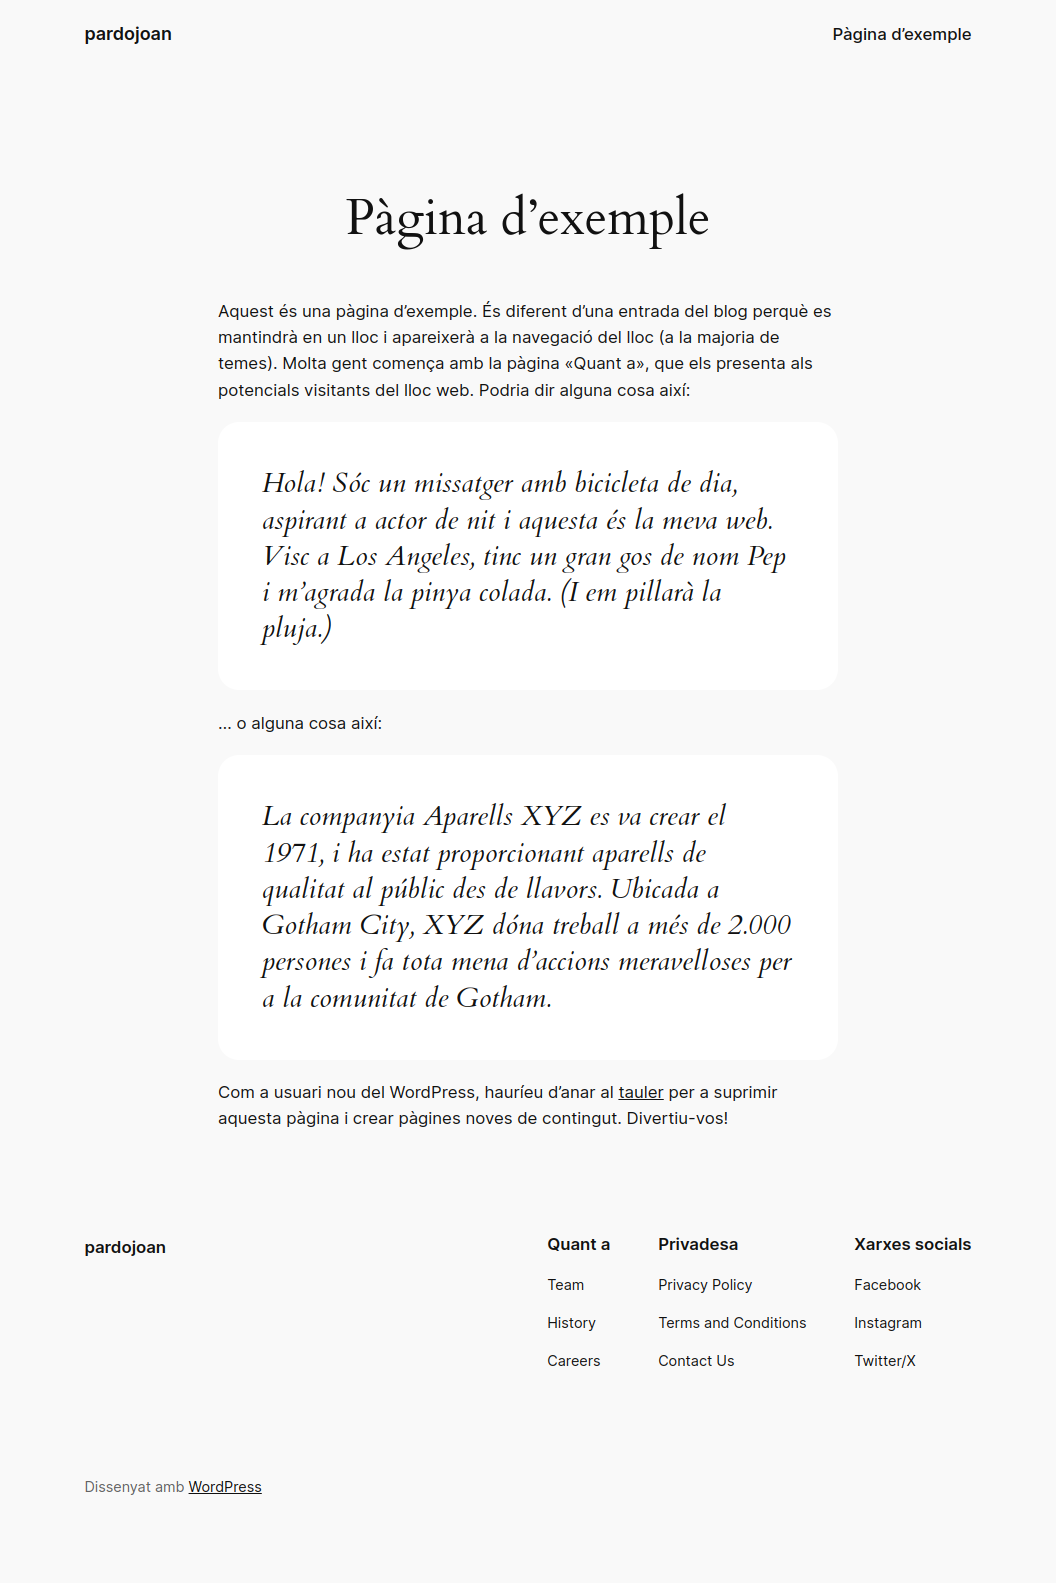 pardojoan
Pàgina d’exemple
Pàgina d’exemple
Aquest és una pàgina d’exemple. És diferent d’una entrada del blog perquè es
mantindrà en un lloc i apareixerà a la navegació del lloc (a la majoria de
temes). Molta gent comença amb la pàgina «Quant a», que els presenta als
potencials visitants del lloc web. Podria dir alguna cosa així:
Hola! Sóc un missatger amb bicicleta de dia,
aspirant a actor de nit i aquesta és la meva web.
Visc a Los Angeles, tinc un gran gos de nom Pep
i m’agrada la pinya colada. (I em pillarà la
pluja.)
… o alguna cosa així:
La companyia Aparells XYZ es va crear el
1971, i ha estat proporcionant aparells de
qualitat al públic des de llavors. Ubicada a
Gotham City, XYZ dóna treball a més de 2.000
persones i fa tota mena d’accions meravelloses per
a la comunitat de Gotham.
Com a usuari nou del WordPress, hauríeu d’anar al tauler per a suprimir
aquesta pàgina i crear pàgines noves de contingut. Divertiu-vos!
pardojoan
Quant a
Team
History
Careers
Privadesa
Privacy Policy
Terms and Conditions
Contact Us
Xarxes socials
Facebook
Instagram
Twitter/X
Dissenyat amb WordPress